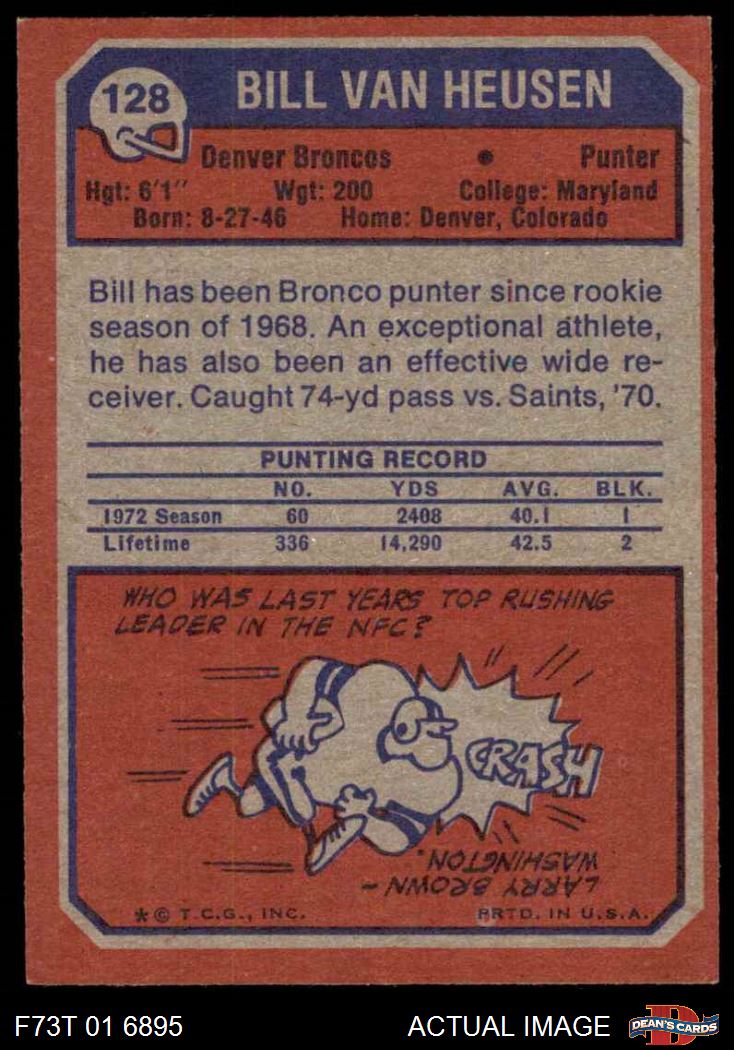 128
BILL VAN HEUSEN
Denver Broncos • Punter
Hgt: 6'1" Wgt: 200 College: Maryland
Born: 8-27-46 Home: Denver, Colorado
Bill has been Bronco punter since rookie
season of 1968. An exceptional athlete,
he has also been an effective wide re-
ceiver. Caught 74-yd pass vs. Saints, '70.
PUNTING RECORD
NO. YDS AVG. BLK.
1972 Season 60 2408 40.1 1
Lifetime 336 14,290 42.5 2
WHO WAS LAST YEARS TOP RUSHING
LEADER IN THE NFC?
CRASH
LARRY BROWN ~
WASHINGTON.
* © T.C.G., INC. PRTD. IN U.S.A.
F73T 01 6895 ACTUAL IMAGE D DEAN'S CARDS